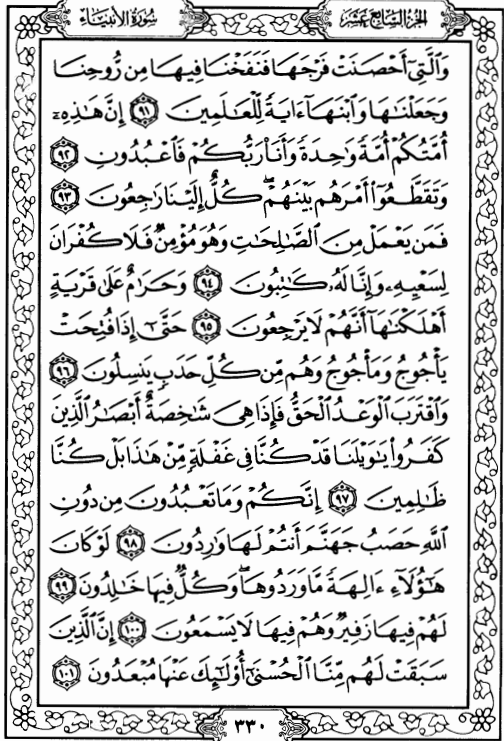 الجزء السابع عشر
سورة الأنبياء
وَٱلَّتِىٓ أَحْصَنَتْ فَرْجَهَا فَنَفَخْنَا فِيهَا مِن رُّوحِنَا
وَجَعَلْنَٰهَا وَٱبْنَهَآ ءَايَةً لِّلْعَٰلَمِينَ ٩١ إِنَّ هَٰذِهِۦٓ
أُمَّتُكُمْ أُمَّةً وَٰحِدَةً وَأَنَا۠ رَبُّكُمْ فَٱعْبُدُونِ ٩٢
وَتَقَطَّعُوٓا۟ أَمْرَهُم بَيْنَهُمْ ۖ كُلٌّ إِلَيْنَا رَٰجِعُونَ ٩٣
فَمَن يَعْمَلْ مِنَ ٱلصَّٰلِحَٰتِ وَهُوَ مُؤْمِنٌ فَلَا كُفْرَانَ
لِسَعْيِهِۦ وَإِنَّا لَهُۥ كَٰتِبُونَ ٩٤ وَحَرَٰمٌ عَلَىٰ قَرْيَةٍ
أَهْلَكْنَٰهَآ أَنَّهُمْ لَا يَرْجِعُونَ ٩٥ حَتَّىٰٓ إِذَا فُتِحَتْ
يَأْجُوجُ وَمَأْجُوجُ وَهُم مِّن كُلِّ حَدَبٍ يَنسِلُونَ ٩٦
وَٱقْتَرَبَ ٱلْوَعْدُ ٱلْحَقُّ فَإِذَا هِىَ شَٰخِصَةٌ أَبْصَٰرُ ٱلَّذِينَ
كَفَرُوا۟ يَٰوَيْلَنَا قَدْ كُنَّا فِى غَفْلَةٍ مِّنْ هَٰذَا بَلْ كُنَّا
ظَٰلِمِينَ ٩٧ إِنَّكُمْ وَمَا تَعْبُدُونَ مِن دُونِ
ٱللَّهِ حَصَبُ جَهَنَّمَ أَنتُمْ لَهَا وَٰرِدُونَ ٩٨ لَوْ كَانَ
هَٰٓؤُلَآءِ ءَالِهَةً مَّا وَرَدُوهَا ۖ وَكُلٌّ فِيهَا خَٰلِدُونَ ٩٩
لَهُمْ فِيهَا زَفِيرٌ وَهُمْ فِيهَا لَا يَسْمَعُونَ ١٠٠ إِنَّ ٱلَّذِينَ
سَبَقَتْ لَهُم مِّنَّا ٱلْحُسْنَىٰٓ أُو۟لَٰٓئِكَ عَنْهَا مُبْعَدُونَ ١٠١
٣٣٠